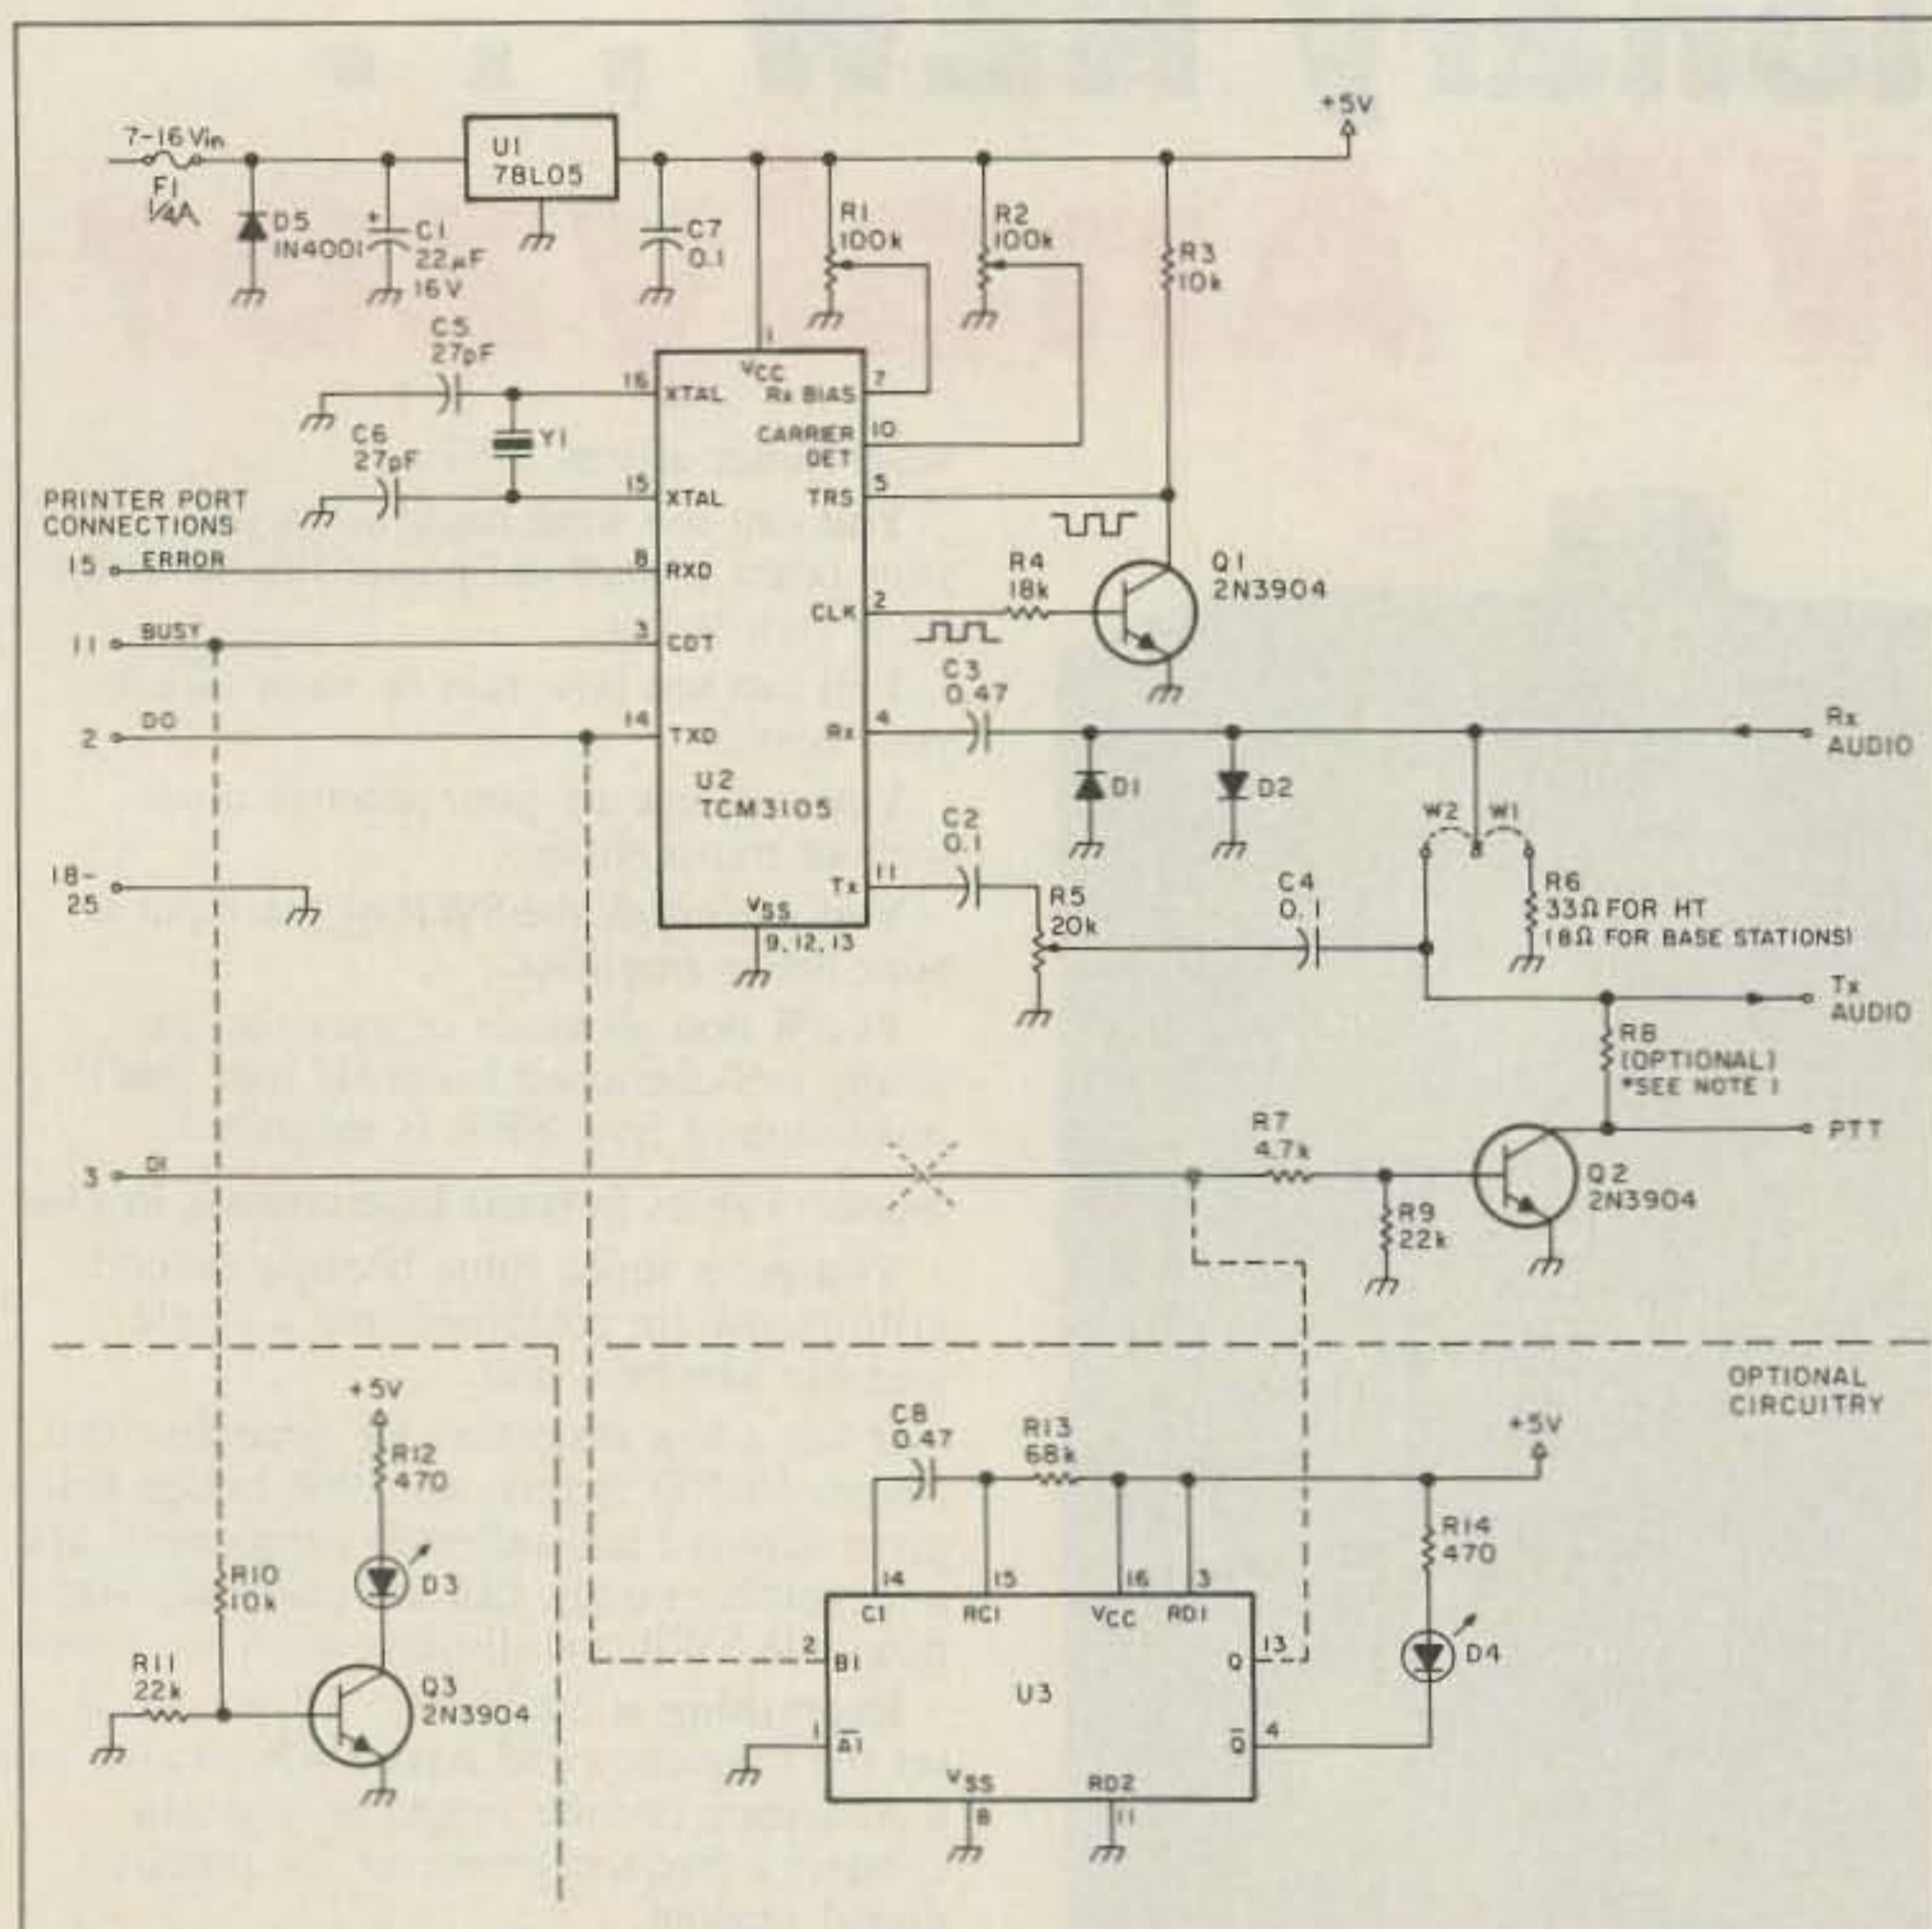 +5V
7-16 Vin
F1
1/4A
D5
1N4001
+
C1
22µF
16V
U1
78L05
C7
0.1
R1
100k
R2
100k
R3
10k
C5
27pF
C6
27pF
Y1
PRINTER PORT
CONNECTIONS
15 ERROR
11 BUSY
2 DO
18-
25
3 D1
1
VCC
16 XTAL
Rx BIAS 7
CARRIER 10
DET
15 XTAL
TRS 5
8 RXD
CLK 2
3 CDT
14 TXD
Rx 4
U2
TCM3105
Tx 11
VSS
9, 12, 13
R4
18k
Q1
2N3904
C3
0.47
D1
D2
Rx
AUDIO
W2 W1
C2
0.1
R5
20k
C4
0.1
R6
33Ω FOR HT
(8Ω FOR BASE STATIONS)
Tx
AUDIO
R8
(OPTIONAL)
*SEE NOTE 1
PTT
R7
4.7k
R9
22k
Q2
2N3904
OPTIONAL
CIRCUITRY
+5V
R12
470
D3
R10
10k
R11
22k
Q3
2N3904
C8
0.47
R13
68k
+5V
R14
470
D4
14 15 16 3
C1 RC1 VCC RD1
2 B1
Q 13
U3
1 A̅1̅
Q̅ 4
VSS RD2
8 11